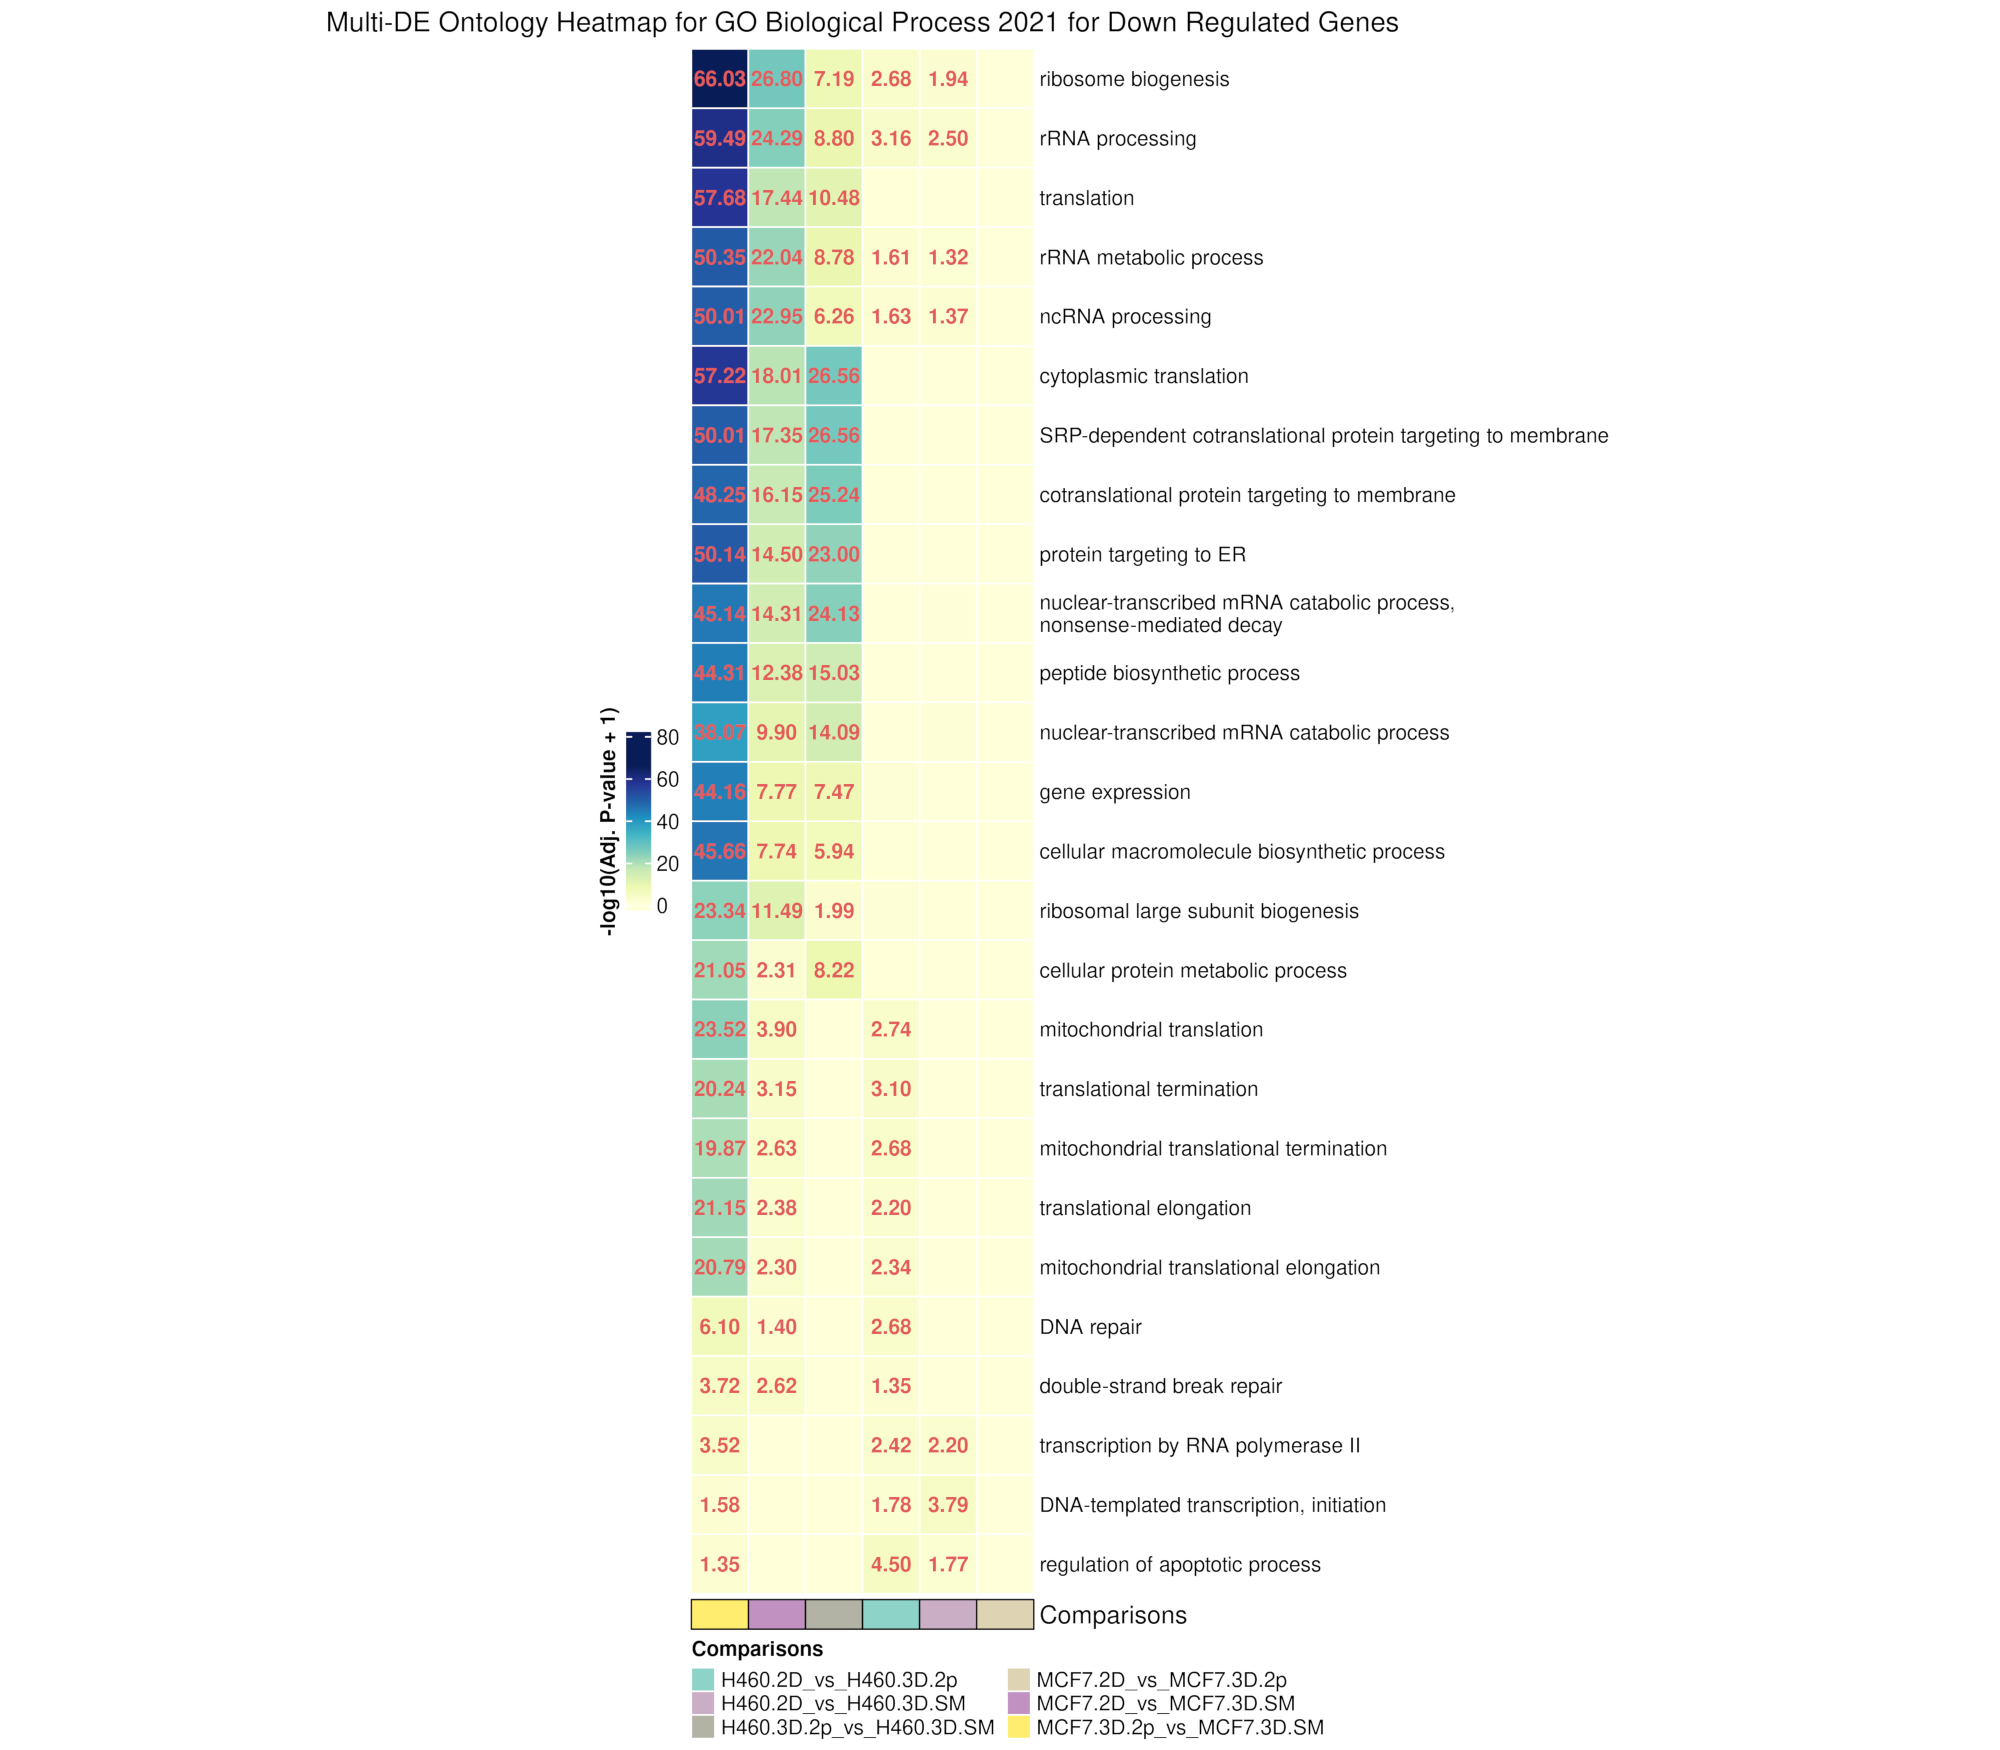 Multi-DE Ontology Heatmap for GO Biological Process 2021 for Down Regulated Genes
66.03 26.80 7.19 2.68 1.94 ribosome biogenesis
59.49 24.29 8.80 3.16 2.50 rRNA processing
57.68 17.44 10.48 translation
50.35 22.04 8.78 1.61 1.32 rRNA metabolic process
50.01 22.95 6.26 1.63 1.37 ncRNA processing
57.22 18.01 26.56 cytoplasmic translation
50.01 17.35 26.56 SRP-dependent cotranslational protein targeting to membrane
48.25 16.15 25.24 cotranslational protein targeting to membrane
50.14 14.50 23.00 protein targeting to ER
45.14 14.31 24.13 nuclear-transcribed mRNA catabolic process,
nonsense-mediated decay
44.31 12.38 15.03 peptide biosynthetic process
38.07 9.90 14.09 nuclear-transcribed mRNA catabolic process
44.16 7.77 7.47 gene expression
45.66 7.74 5.94 cellular macromolecule biosynthetic process
23.34 11.49 1.99 ribosomal large subunit biogenesis
21.05 2.31 8.22 cellular protein metabolic process
23.52 3.90 2.74 mitochondrial translation
20.24 3.15 3.10 translational termination
19.87 2.63 2.68 mitochondrial translational termination
21.15 2.38 2.20 translational elongation
20.79 2.30 2.34 mitochondrial translational elongation
6.10 1.40 2.68 DNA repair
3.72 2.62 1.35 double-strand break repair
3.52 2.42 2.20 transcription by RNA polymerase II
1.58 1.78 3.79 DNA-templated transcription, initiation
1.35 4.50 1.77 regulation of apoptotic process
-log10(Adj. P-value + 1)
80
60
40
20
0
Comparisons
Comparisons
H460.2D_vs_H460.3D.2p
H460.2D_vs_H460.3D.SM
H460.3D.2p_vs_H460.3D.SM
MCF7.2D_vs_MCF7.3D.2p
MCF7.2D_vs_MCF7.3D.SM
MCF7.3D.2p_vs_MCF7.3D.SM